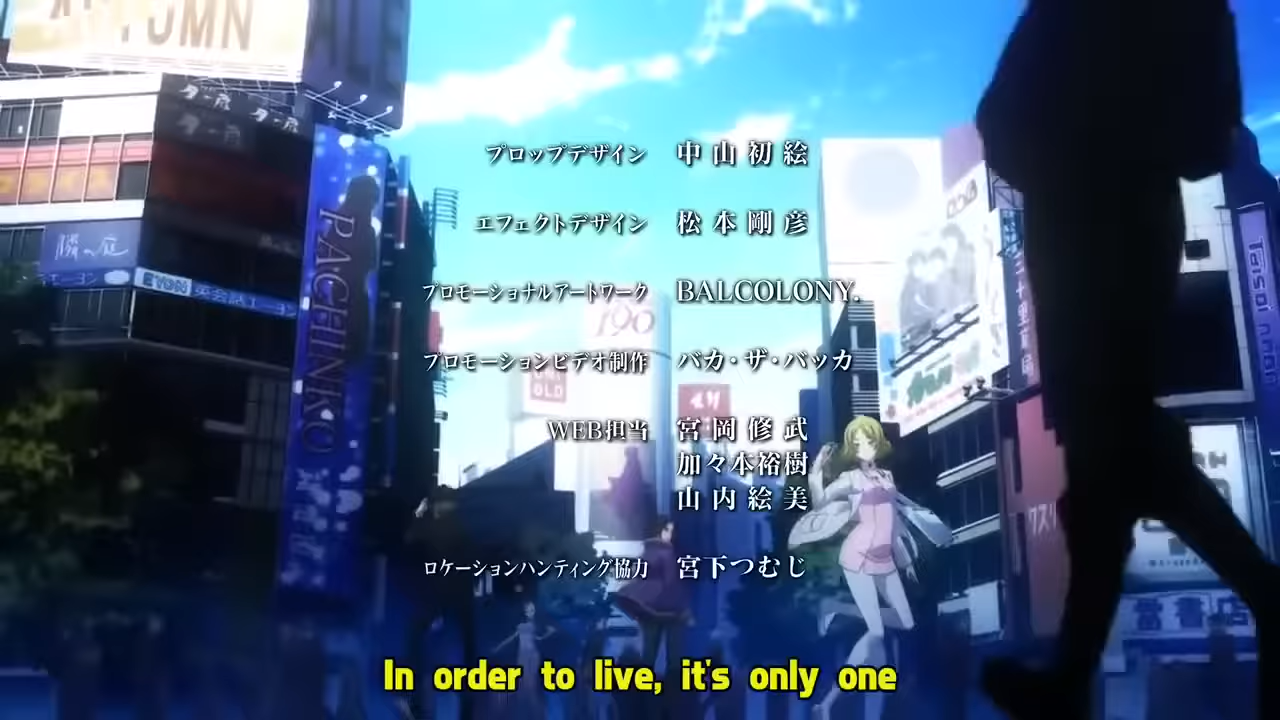 AUTUMN
プロップデザイン 中山初絵
エフェクトデザイン 松本剛彦
プロモーショナルアートワーク BALCOLONY.
プロモーションビデオ制作 バカ・ザ・バッカ
WEB担当 宮岡修武
加々本裕樹
山内絵美
ロケーションハンティング協力 宮下つむじ
PACHINKO
190
OLD
In order to live, it's only one